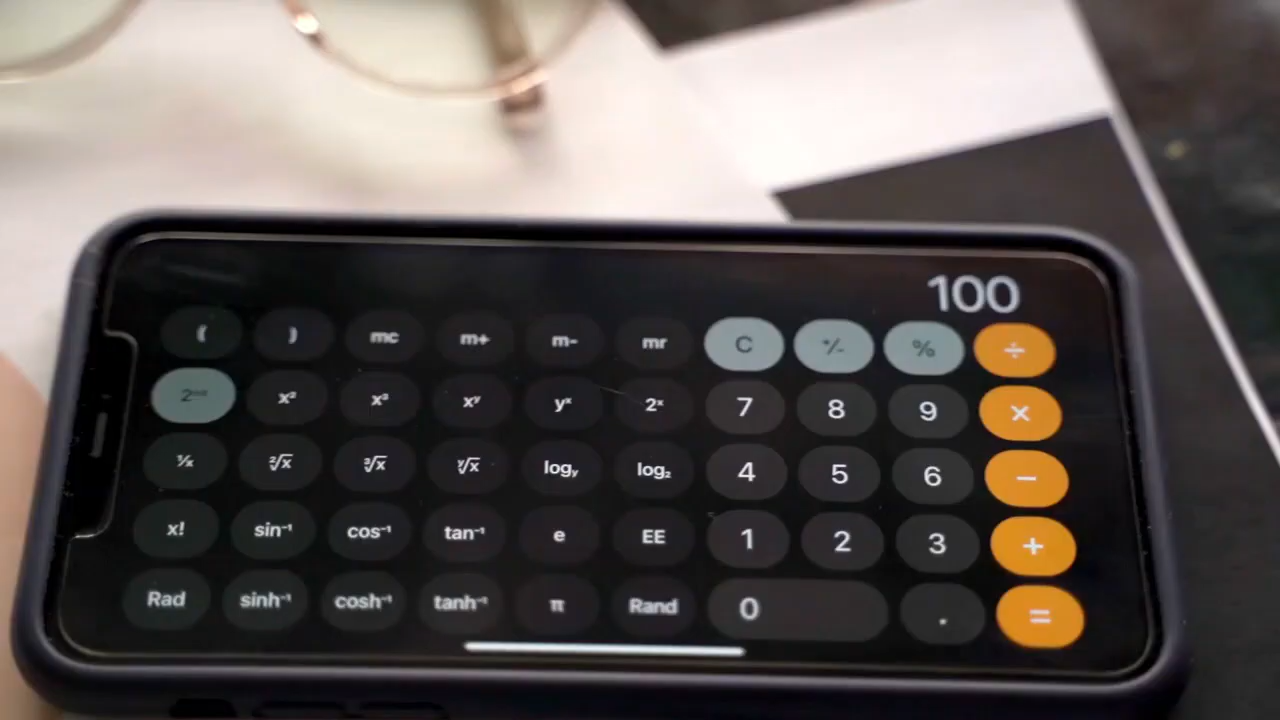 100
( ) mc m+ m- mr C +/- % ÷
2ⁿᵈ x² x³ xʸ yˣ 2ˣ 7 8 9 ×
¹/x ²√x ³√x ʸ√x logᵧ log₂ 4 5 6 −
x! sin⁻¹ cos⁻¹ tan⁻¹ e EE 1 2 3 +
Rad sinh⁻¹ cosh⁻¹ tanh⁻¹ π Rand 0 . =